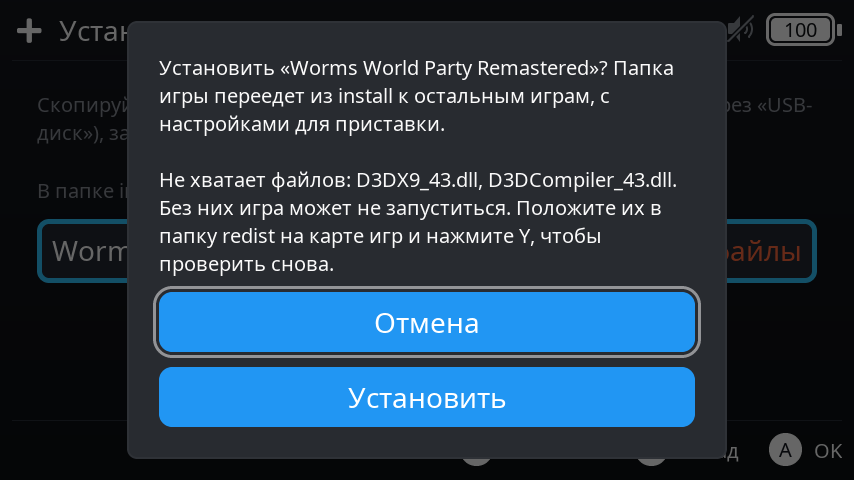 100
Установить «Worms World Party Remastered»? Папка
игры переедет из install к остальным играм, с
настройками для приставки.
Не хватает файлов: D3DX9_43.dll, D3DCompiler_43.dll.
Без них игра может не запуститься. Положите их в
папку redist на карте игр и нажмите Y, чтобы
проверить снова.
Отмена
Установить
A OK